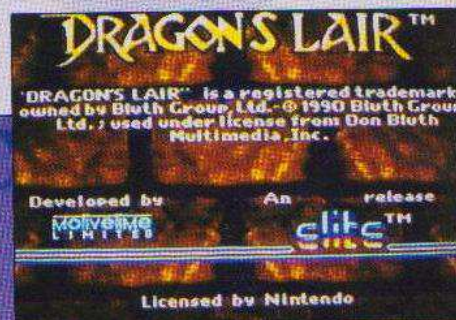 DRAGON'S LAIR™
"DRAGON'S LAIR" is a registered trademark
owned by Bluth Group, Ltd.-© 1990 Bluth Group
Ltd.; used under license from Don Bluth
Multimedia, Inc.
Developed by An release
MOTIVETIME elite™
LIMITED
Licensed by Nintendo